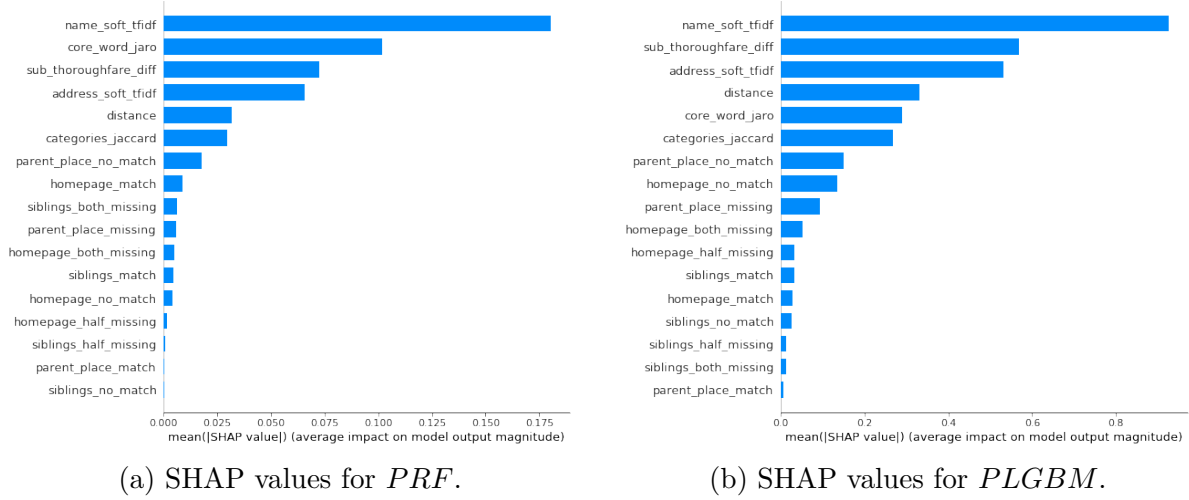 name_soft_tfidf
core_word_jaro
sub_thoroughfare_diff
address_soft_tfidf
distance
categories_jaccard
parent_place_no_match
homepage_match
siblings_both_missing
parent_place_missing
homepage_both_missing
siblings_match
homepage_no_match
homepage_half_missing
siblings_half_missing
parent_place_match
siblings_no_match
0.000 0.025 0.050 0.075 0.100 0.125 0.150 0.175
mean(|SHAP value|) (average impact on model output magnitude)
(a) SHAP values for PRF.
name_soft_tfidf
sub_thoroughfare_diff
address_soft_tfidf
distance
core_word_jaro
categories_jaccard
parent_place_no_match
homepage_no_match
parent_place_missing
homepage_both_missing
homepage_half_missing
siblings_match
homepage_match
siblings_no_match
siblings_half_missing
siblings_both_missing
parent_place_match
0.0 0.2 0.4 0.6 0.8
mean(|SHAP value|) (average impact on model output magnitude)
(b) SHAP values for PLGBM.